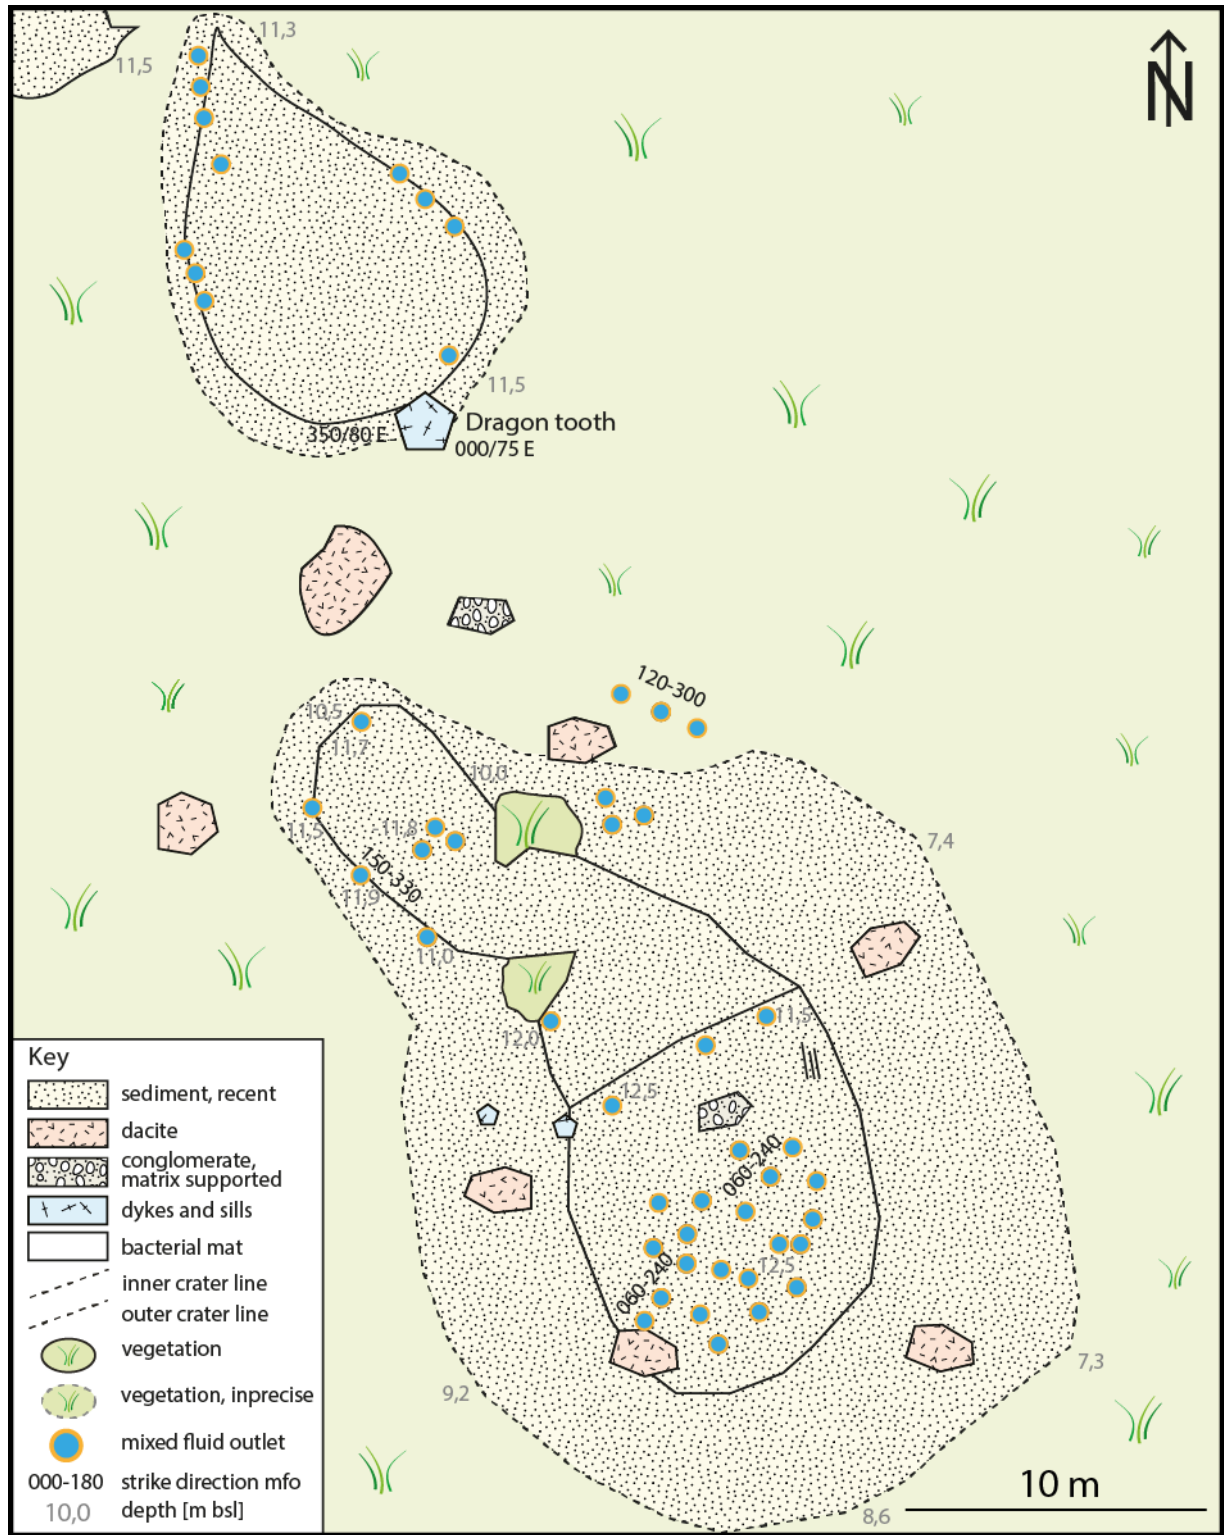 11,3
11,5
N
11,5
Dragon tooth
350/80 E
000/75 E
120-300
10,5
11,7
10,0
11,5
11,8
7,4
150-330
11,9
11,0
11,5
12,0
12,5
060-240
12,5
060-240
7,3
9,2
10 m
8,6
Key
sediment, recent
dacite
conglomerate,
matrix supported
dykes and sills
bacterial mat
inner crater line
outer crater line
vegetation
vegetation, inprecise
mixed fluid outlet
000-180 strike direction mfo
10,0 depth [m bsl]